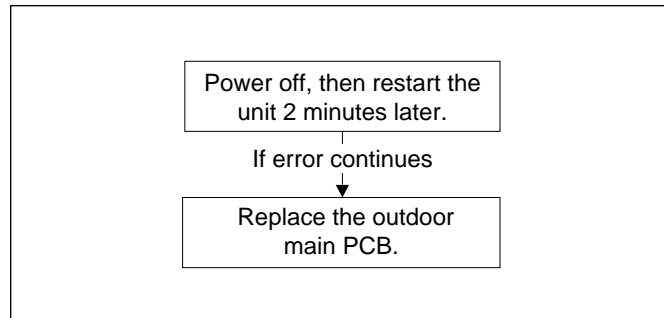 Power off, then restart the
unit 2 minutes later.
If error continues
Replace the outdoor
main PCB.